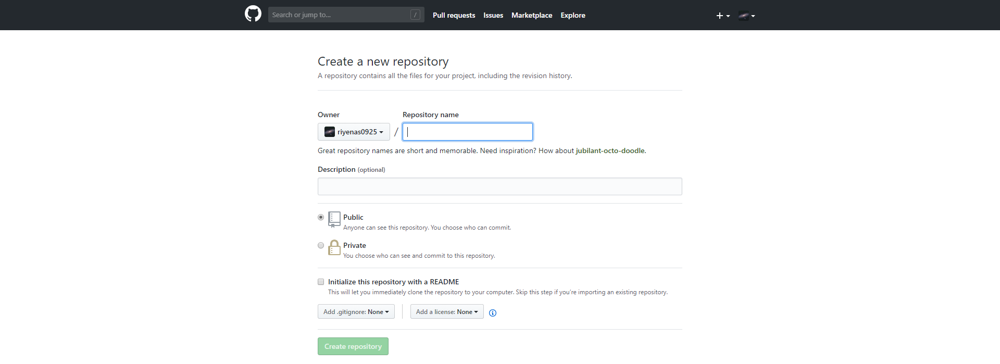 Search or jump to... /
Pull requests Issues Marketplace Explore
Create a new repository
A repository contains all the files for your project, including the revision history.
Owner Repository name
riyenas0925 /
Great repository names are short and memorable. Need inspiration? How about jubilant-octo-doodle.
Description (optional)
Public
Anyone can see this repository. You choose who can commit.
Private
You choose who can see and commit to this repository.
Initialize this repository with a README
This will let you immediately clone the repository to your computer. Skip this step if you’re importing an existing repository.
Add .gitignore: None Add a license: None
Create repository